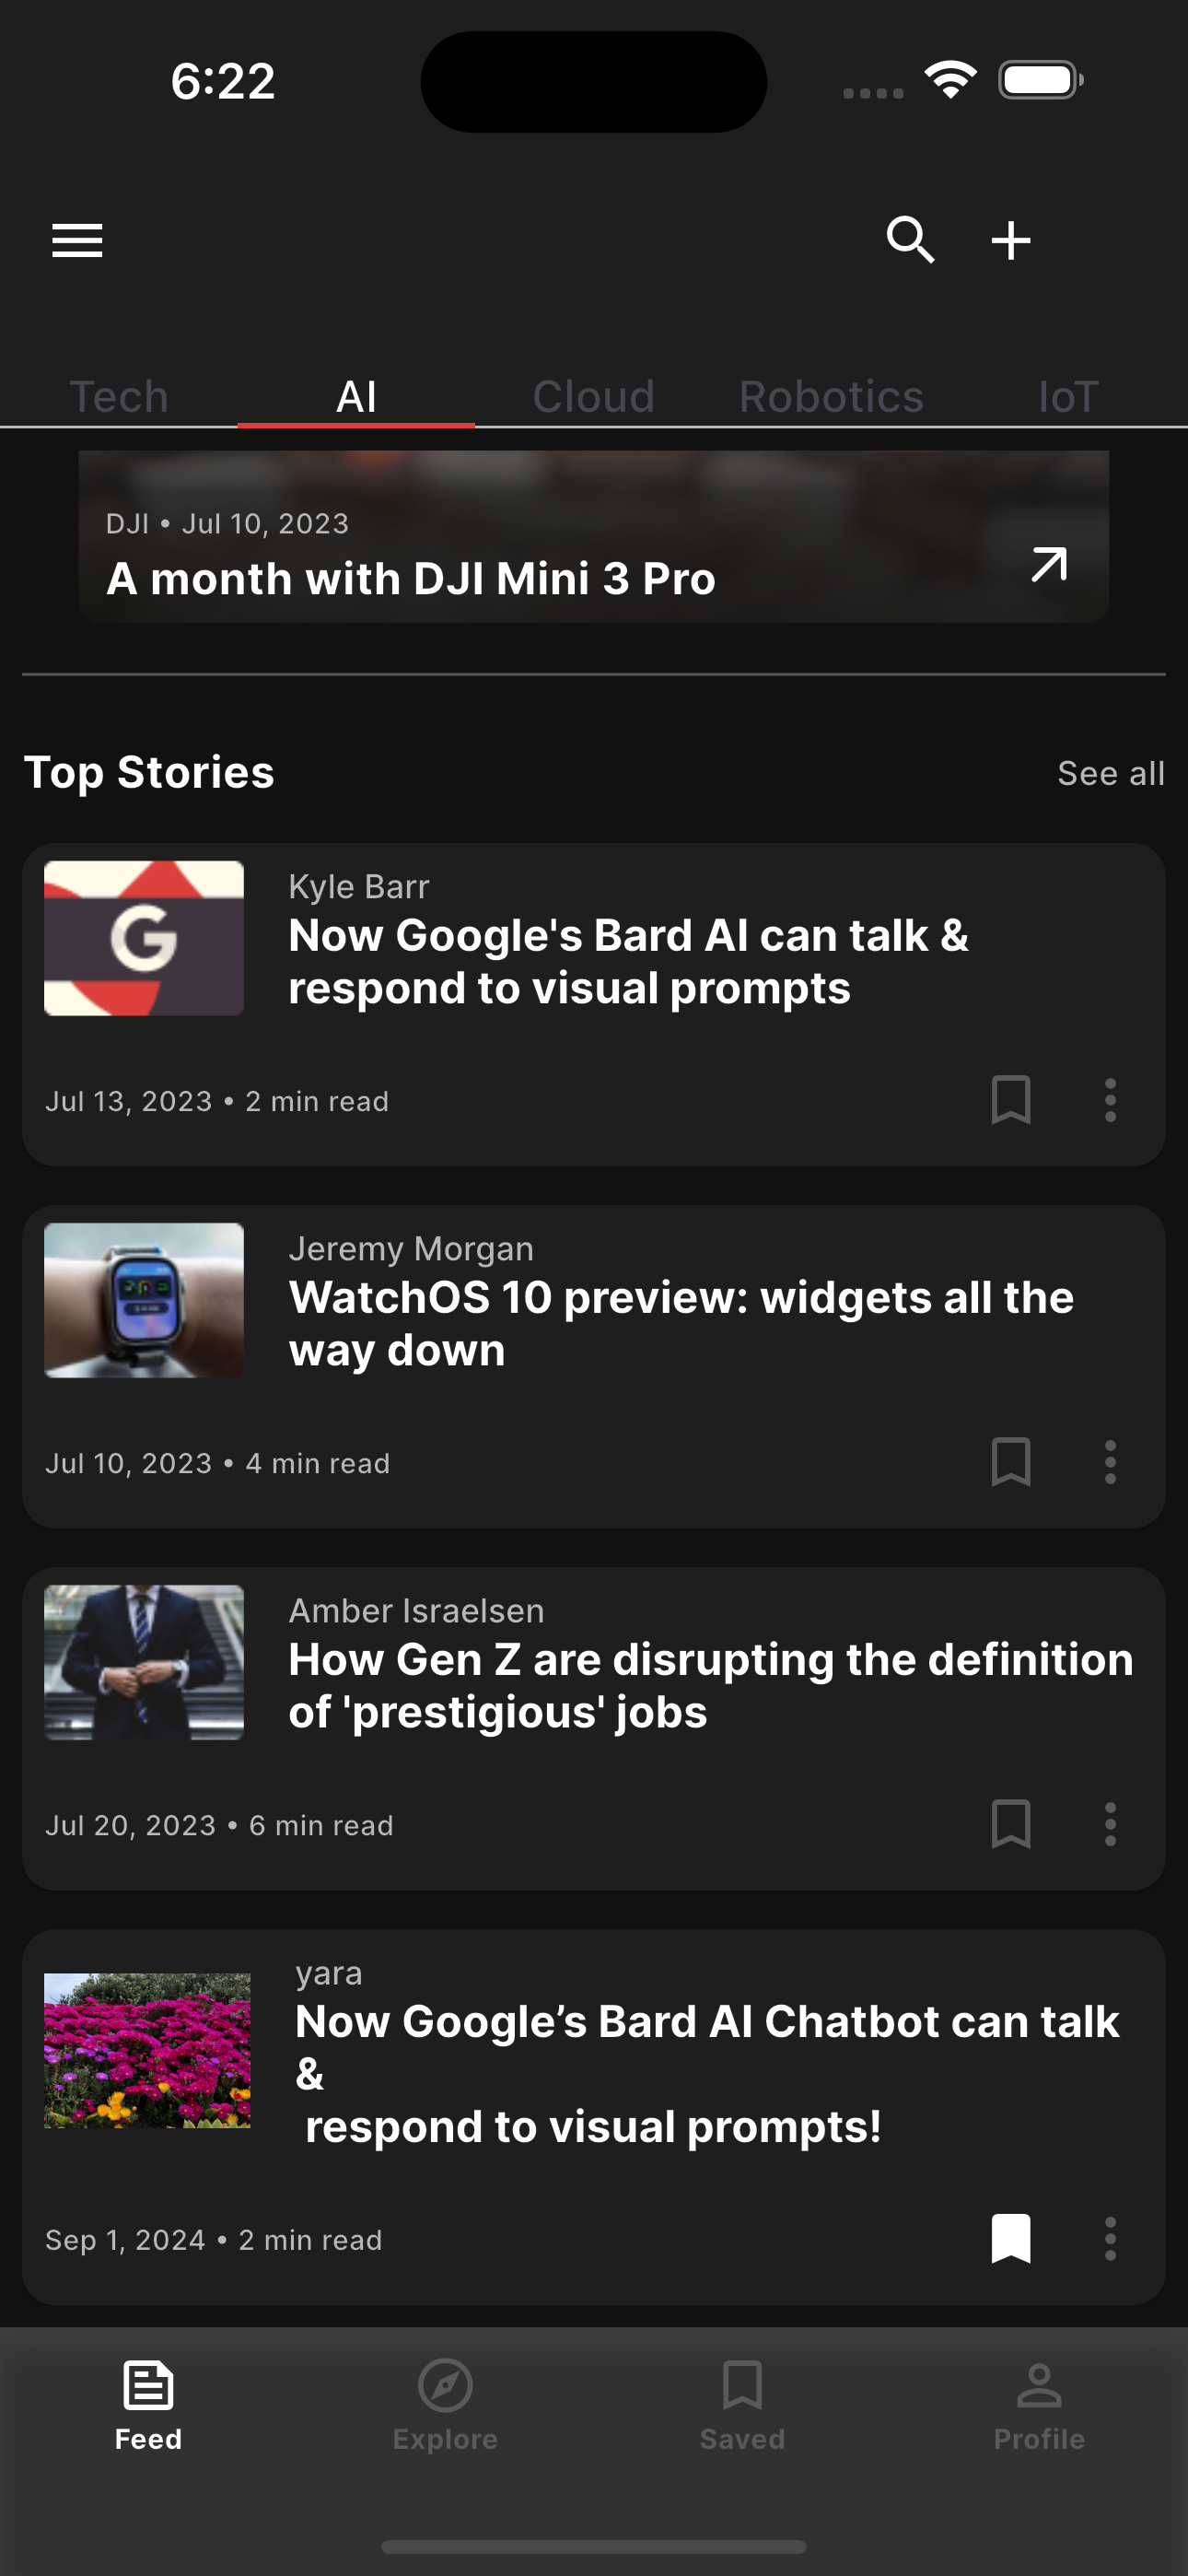 6:22
Tech AI Cloud Robotics IoT
DJI • Jul 10, 2023
A month with DJI Mini 3 Pro
Top Stories See all
G
Kyle Barr
Now Google's Bard AI can talk &
respond to visual prompts
Jul 13, 2023 • 2 min read
Jeremy Morgan
WatchOS 10 preview: widgets all the
way down
Jul 10, 2023 • 4 min read
Amber Israelsen
How Gen Z are disrupting the definition
of 'prestigious' jobs
Jul 20, 2023 • 6 min read
yara
Now Google’s Bard AI Chatbot can talk
&
respond to visual prompts!
Sep 1, 2024 • 2 min read
Feed Explore Saved Profile